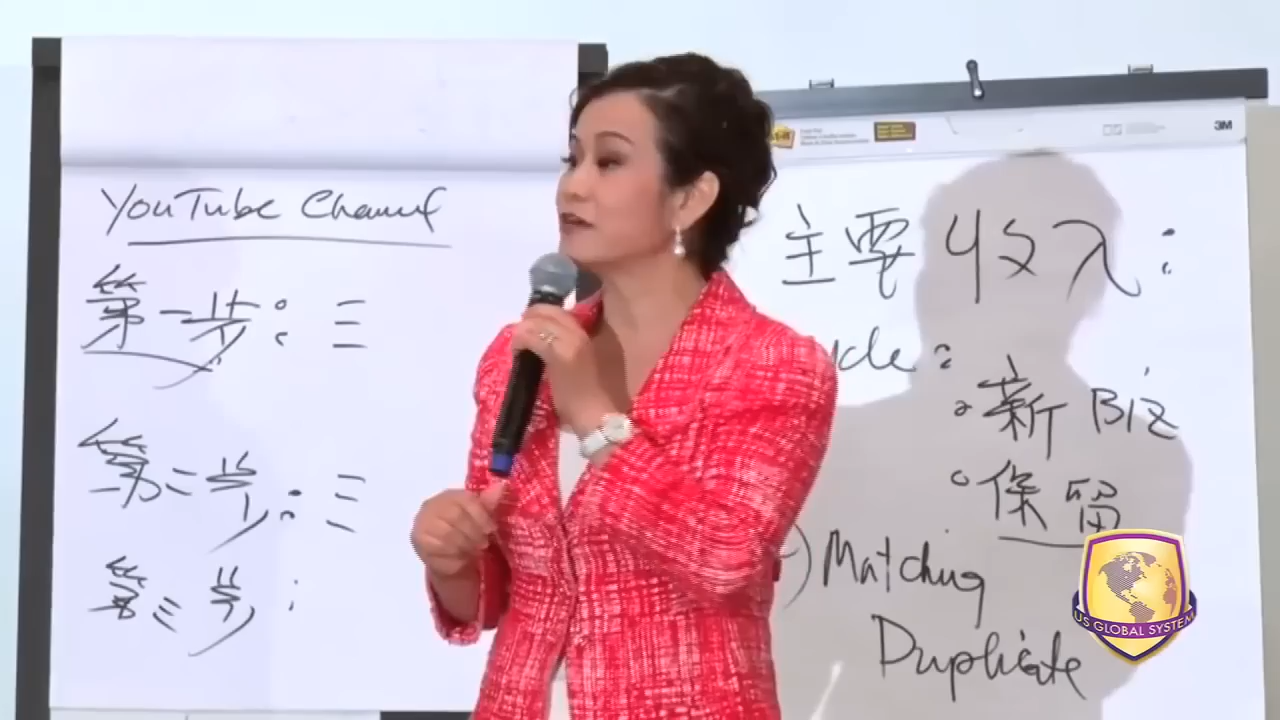 YouTube Channel
第一步：三
第二步：三
第三步：
3M
主要收入：
。新 Biz
。保留
Matching
Duplicate
US GLOBAL SYSTEM